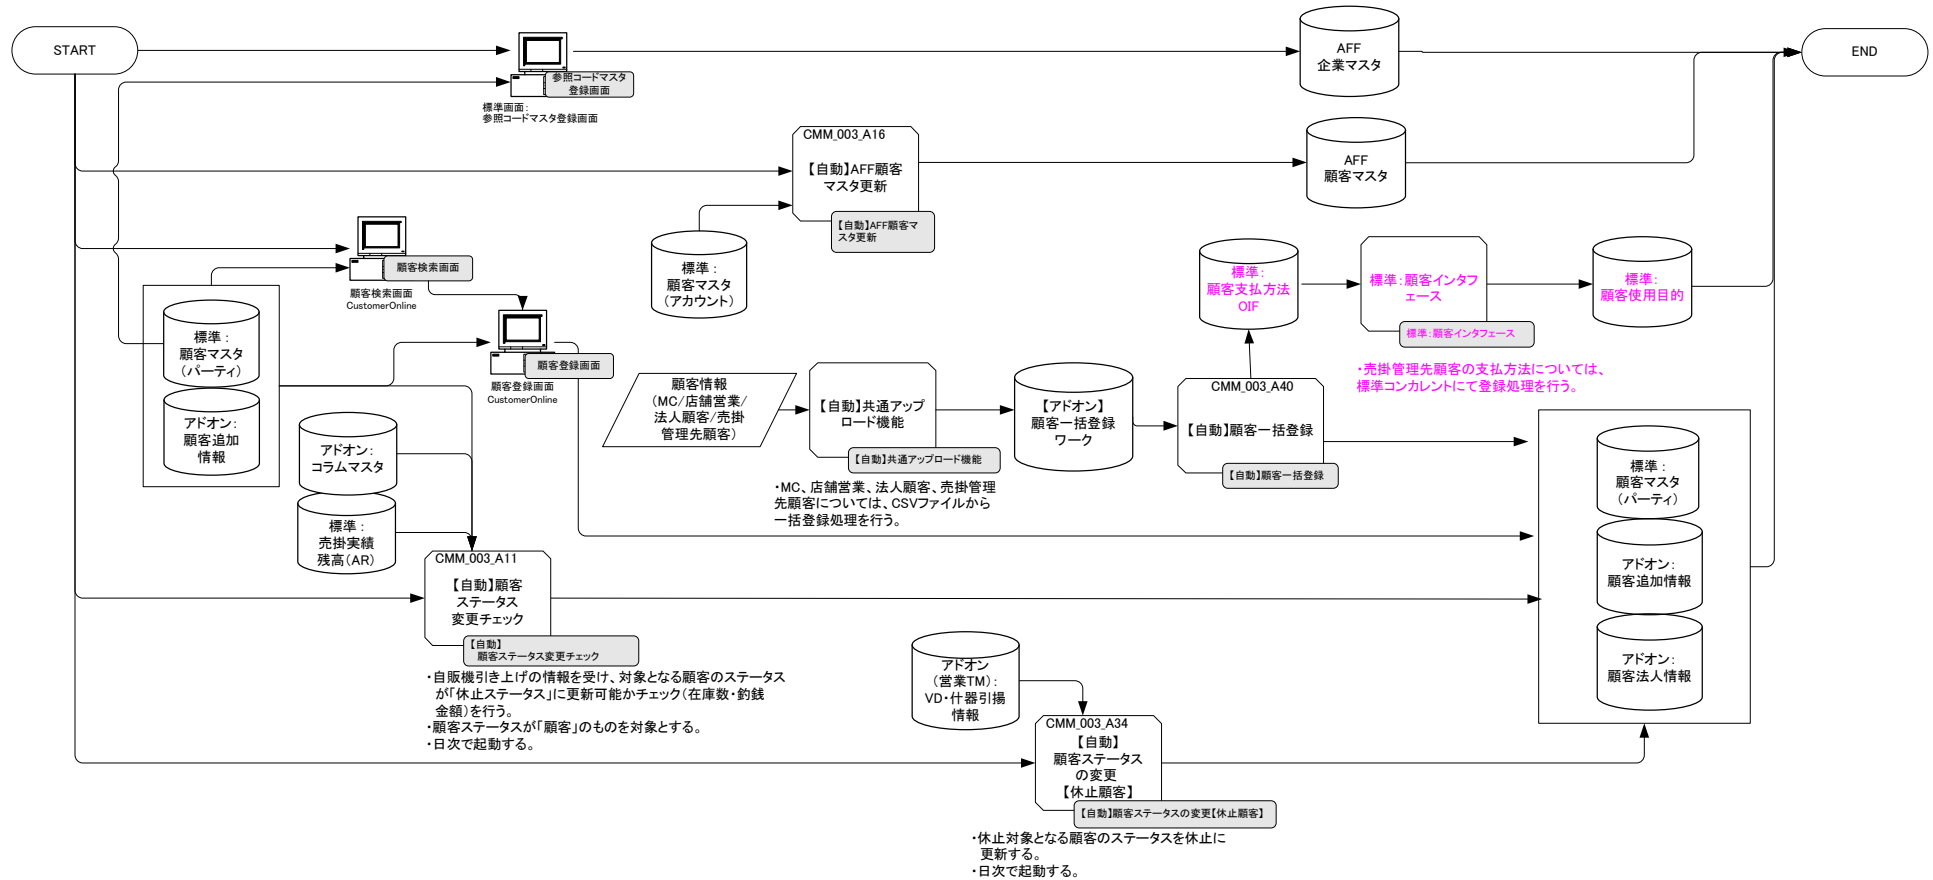 START
参照コードマスタ
登録画面
標準画面：
参照コードマスタ登録画面
AFF
企業マスタ
END
CMM_003_A16
【自動】AFF顧客
マスタ更新
【自動】AFF顧客マ
スタ更新
AFF
顧客マスタ
顧客検索画面
顧客検索画面
CustomerOnline
標準：
顧客マスタ
（アカウント）
標準：
顧客支払方法
OIF
標準：顧客インタフ
ェース
標準：顧客インタフェース
標準：
顧客使用目的
・売掛管理先顧客の支払方法については、
標準コンカレントにて登録処理を行う。
標準：
顧客マスタ
（パーティ）
アドオン：
顧客追加
情報
顧客登録画面
顧客登録画面
CustomerOnline
顧客情報
（MC/店舗営業/
法人顧客/売掛
管理先顧客）
【自動】共通アップ
ロード機能
【自動】共通アップロード機能
・MC、店舗営業、法人顧客、売掛管理
先顧客については、CSVファイルから
一括登録処理を行う。
【アドオン】
顧客一括登録
ワーク
CMM_003_A40
【自動】顧客一括登録
【自動】顧客一括登録
アドオン：
コラムマスタ
標準：
売掛実績
残高（AR）
CMM_003_A11
【自動】顧客
ステータス
変更チェック
【自動】
顧客ステータス変更チェック
・自販機引き上げの情報を受け、対象となる顧客のステータス
が「休止ステータス」に更新可能かチェック（在庫数・釣銭
金額）を行う。
・顧客ステータスが「顧客」のものを対象とする。
・日次で起動する。
標準：
顧客マスタ
（パーティ）
アドオン：
顧客追加情報
アドオン：
顧客法人情報
アドオン
（営業TM）：
VD・什器引揚
情報
CMM_003_A34
【自動】
顧客ステータス
の変更
【休止顧客】
【自動】顧客ステータスの変更【休止顧客】
・休止対象となる顧客のステータスを休止に
更新する。
・日次で起動する。